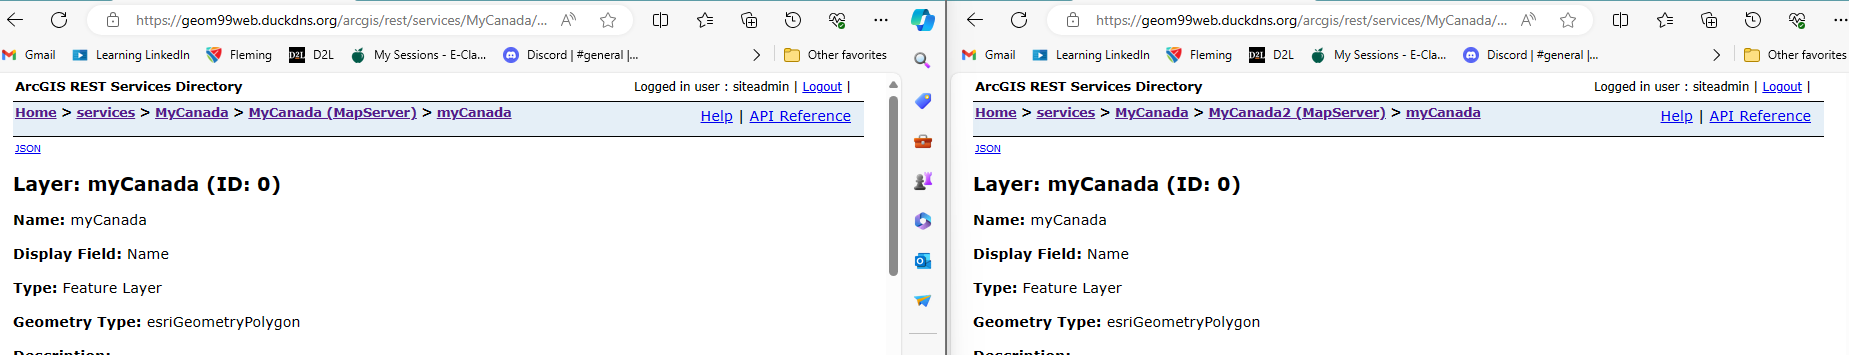 https://geom99web.duckdns.org/arcgis/rest/services/MyCanada/...
Gmail Learning LinkedIn Fleming D2L D2L My Sessions - E-Cla... Discord | #general |... Other favorites
ArcGIS REST Services Directory Logged in user : siteadmin | Logout |
Home > services > MyCanada > MyCanada (MapServer) > myCanada
Help | API Reference
JSON
Layer: myCanada (ID: 0)
Name: myCanada
Display Field: Name
Type: Feature Layer
Geometry Type: esriGeometryPolygon
Description:
https://geom99web.duckdns.org/arcgis/rest/services/MyCanada/...
Gmail Learning LinkedIn Fleming D2L D2L My Sessions - E-Cla... Discord | #general |... Other favorites
ArcGIS REST Services Directory Logged in user : siteadmin | Logout |
Home > services > MyCanada > MyCanada2 (MapServer) > myCanada
Help | API Reference
JSON
Layer: myCanada (ID: 0)
Name: myCanada
Display Field: Name
Type: Feature Layer
Geometry Type: esriGeometryPolygon
Description: